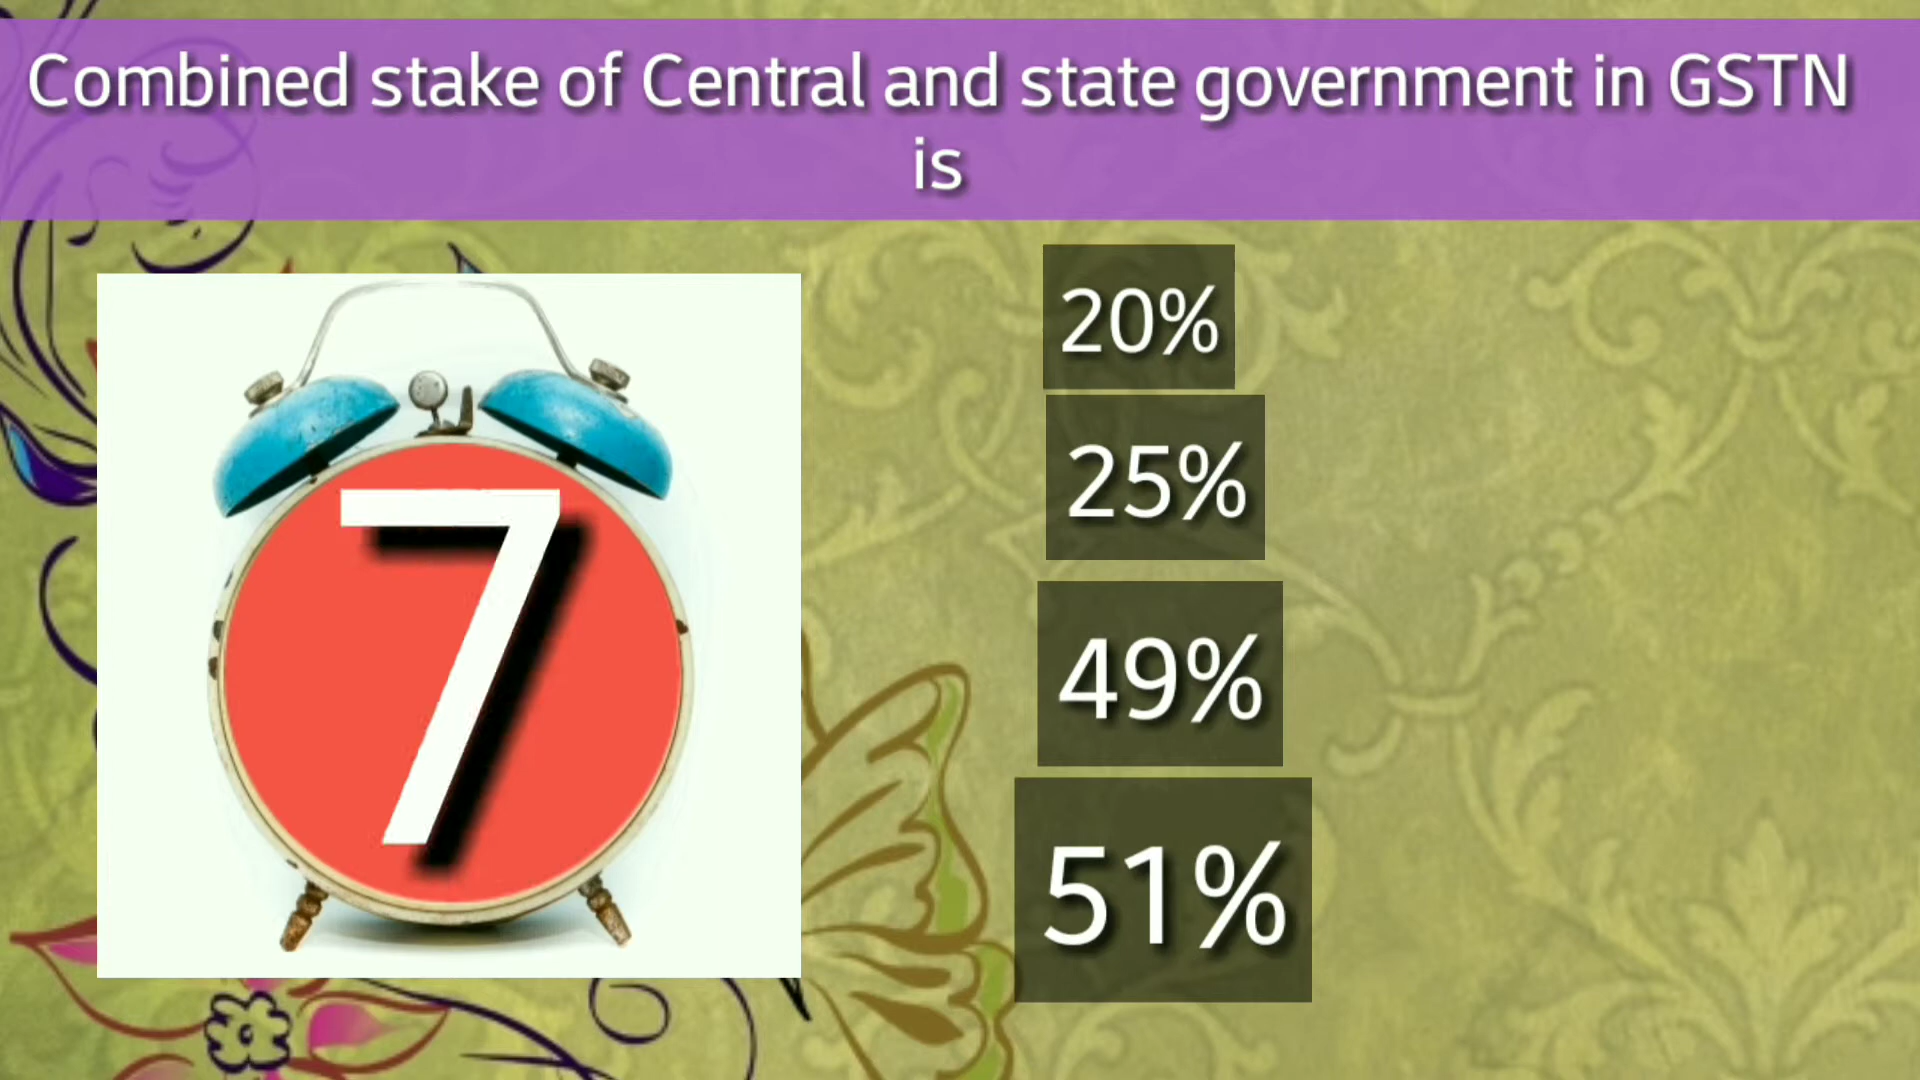 Combined stake of Central and state government in GSTN
is
20%
25%
7
49%
51%